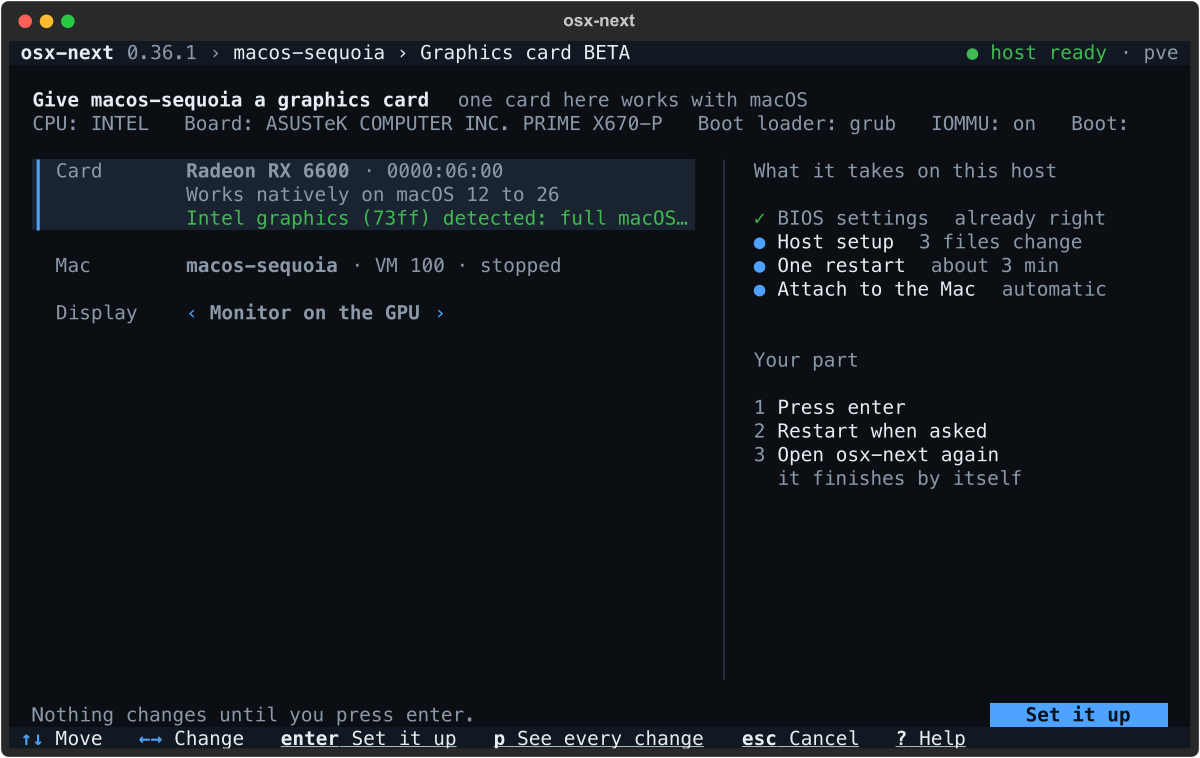 osx-next
osx-next 0.36.1 › macos-sequoia › Graphics card BETA ● host ready · pve
Give macos-sequoia a graphics card one card here works with macOS
CPU: INTEL Board: ASUSTeK COMPUTER INC. PRIME X670-P Boot loader: grub IOMMU: on Boot:
Card Radeon RX 6600 · 0000:06:00
Works natively on macOS 12 to 26
Intel graphics (73ff) detected: full macOS…
Mac macos-sequoia · VM 100 · stopped
Display ‹ Monitor on the GPU ›
What it takes on this host
✓ BIOS settings already right
● Host setup 3 files change
● One restart about 3 min
● Attach to the Mac automatic
Your part
1 Press enter
2 Restart when asked
3 Open osx-next again
it finishes by itself
Nothing changes until you press enter. Set it up
↑↓ Move ←→ Change enter Set it up p See every change esc Cancel ? Help